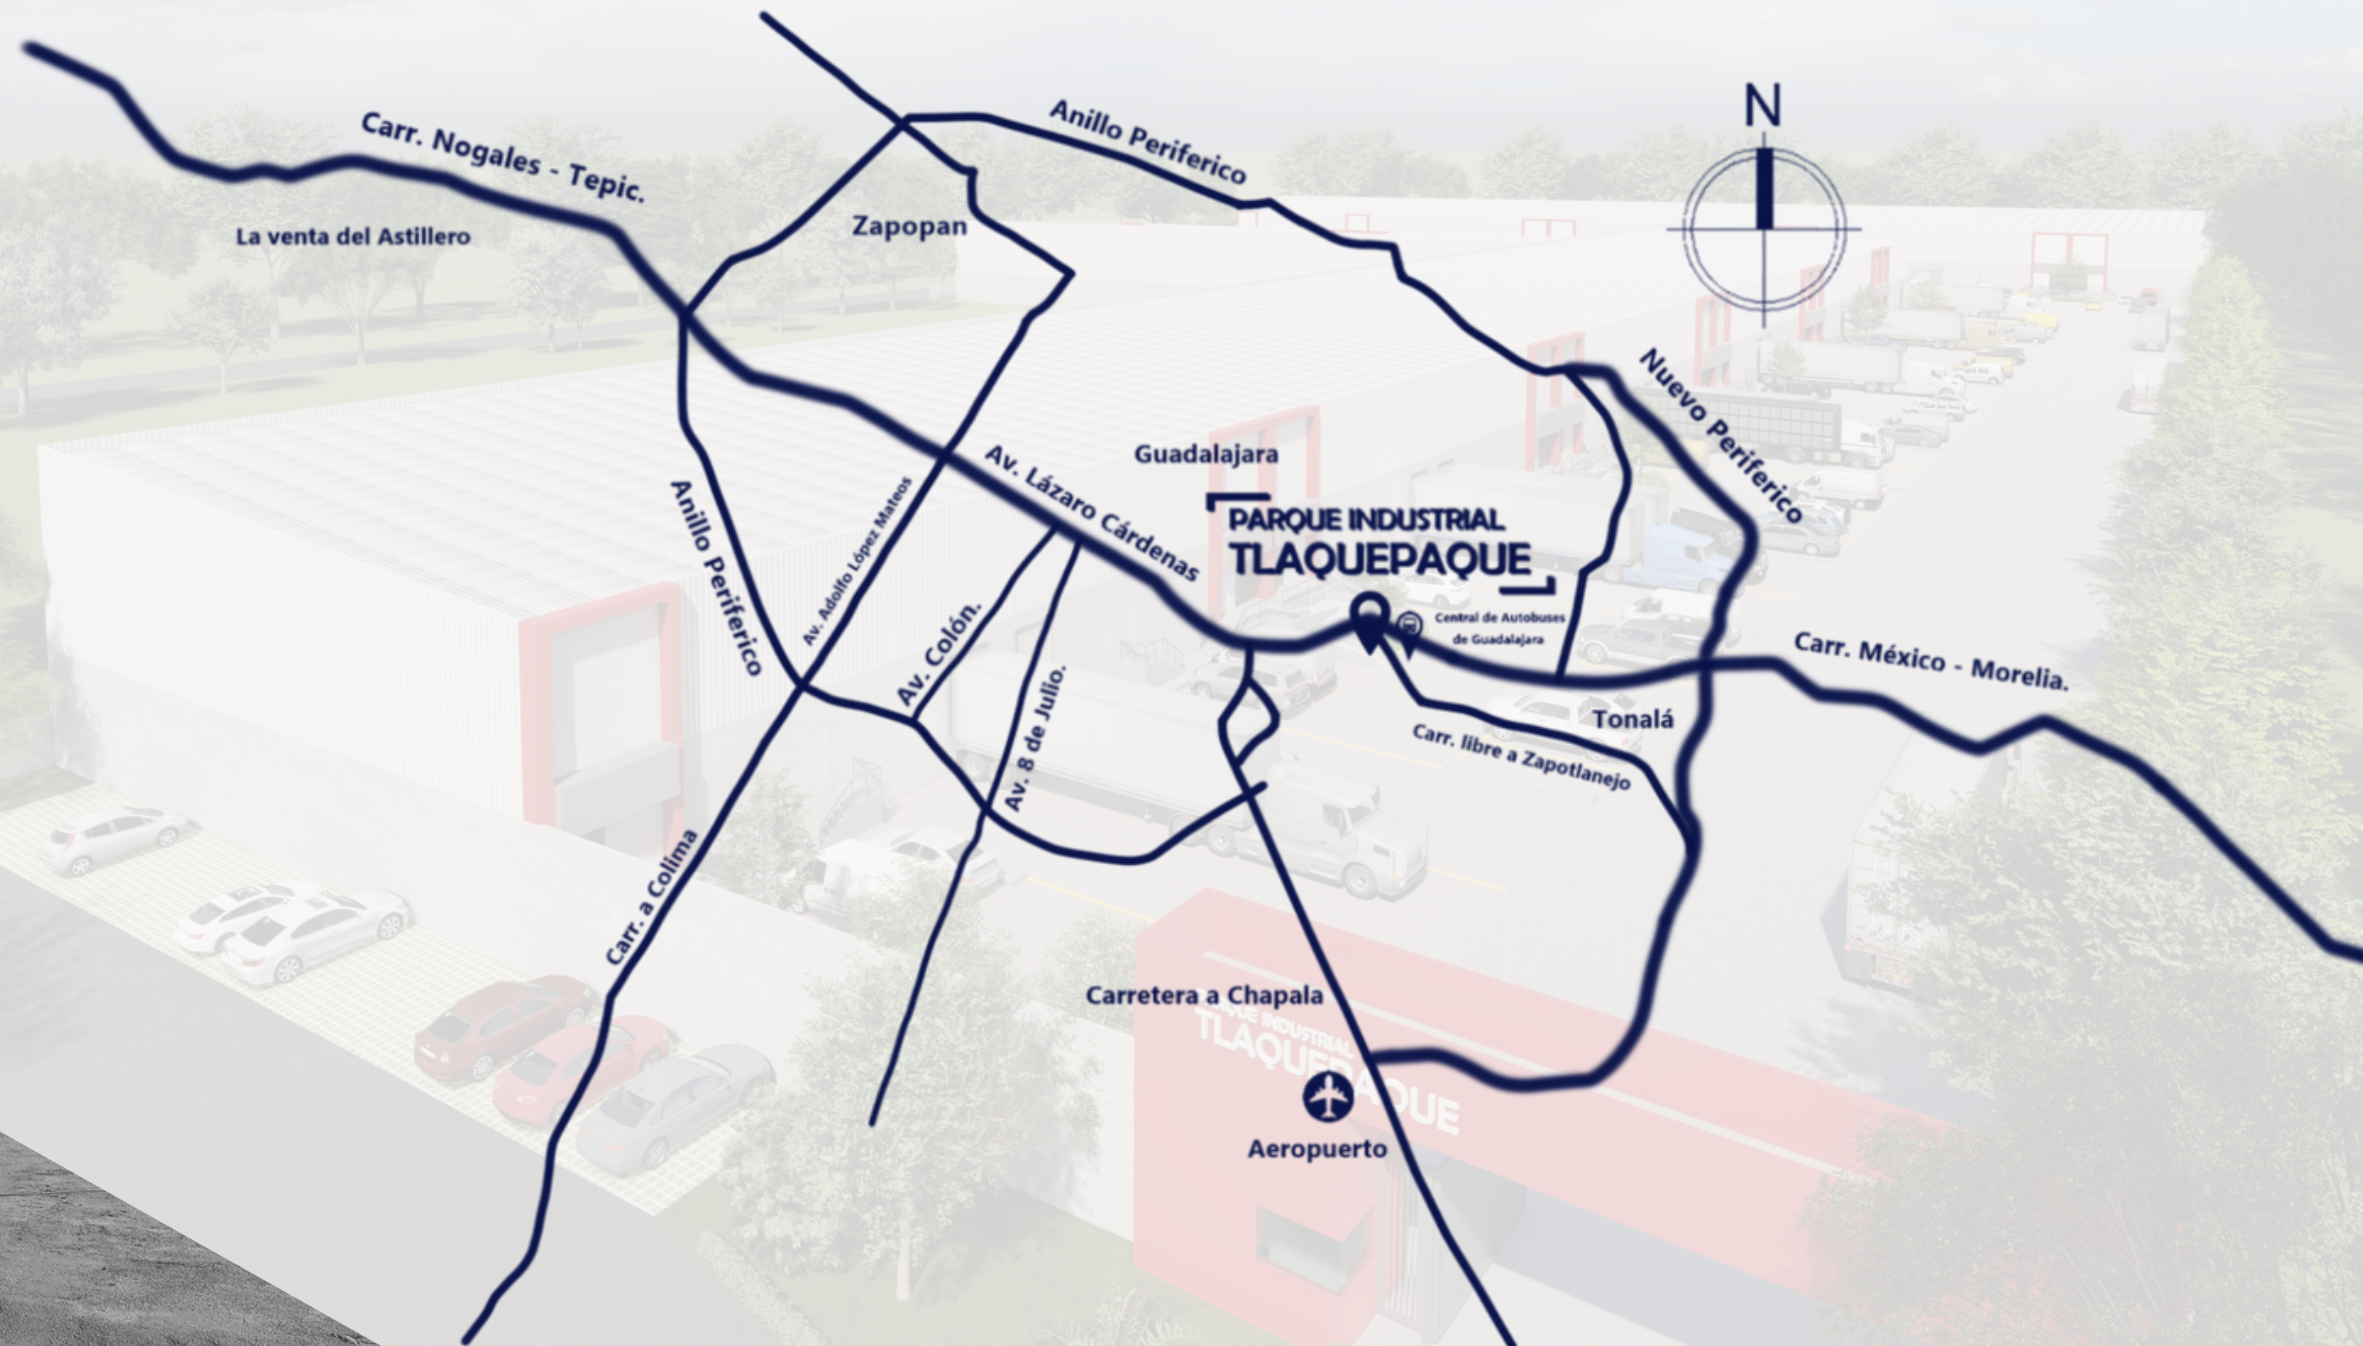 N
Anillo Periferico
Carr. Nogales - Tepic.
La venta del Astillero
Zapopan
Nuevo Periferico
Guadalajara
Av. Lázaro Cárdenas
PARQUE INDUSTRIAL
TLAQUEPAQUE
Anillo Periferico
Av. Adolfo López Mateos
Av. Colón.
Central de Autobuses
de Guadalajara
Carr. México - Morelia.
Av. 8 de Julio.
Tonalá
Carr. libre a Zapotlanejo
Carr. a Colima
Carretera a Chapala
PARQUE INDUSTRIAL
TLAQUEPAQUE
Aeropuerto